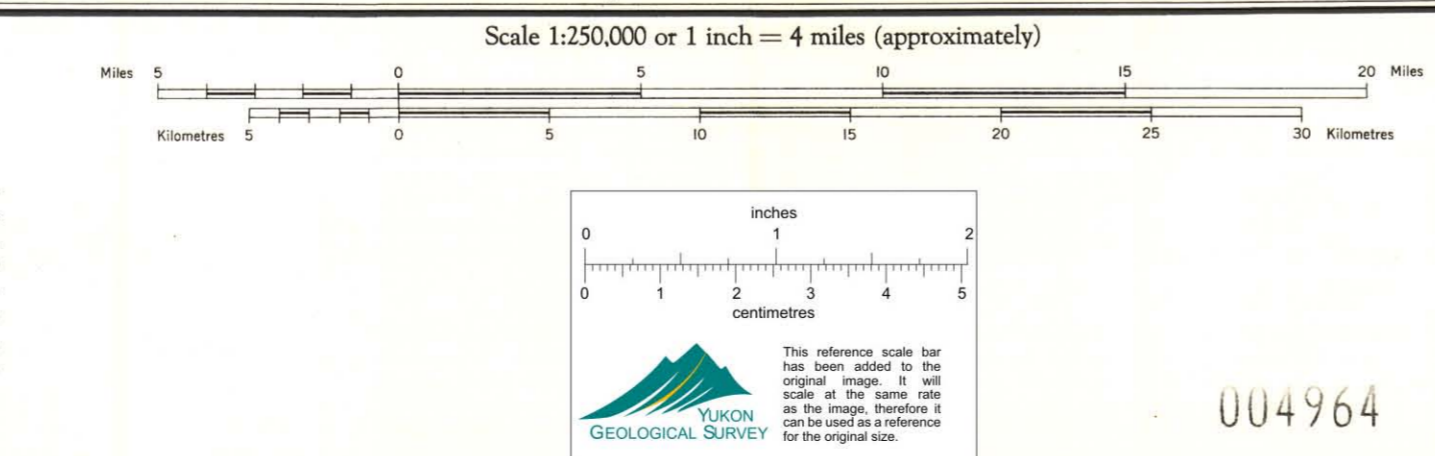 Scale 1:250,000 or 1 inch = 4 miles (approximately)
Miles 5 0 5 10 15 20 Miles
Kilometres 5 0 5 10 15 20 25 30 Kilometres
inches
0 1 2
0 1 2 3 4 5
centimetres
This reference scale bar
has been added to the
original image. It will
scale at the same rate
as the image, therefore it
can be used as a reference
for the original size.
YUKON
GEOLOGICAL SURVEY
004964